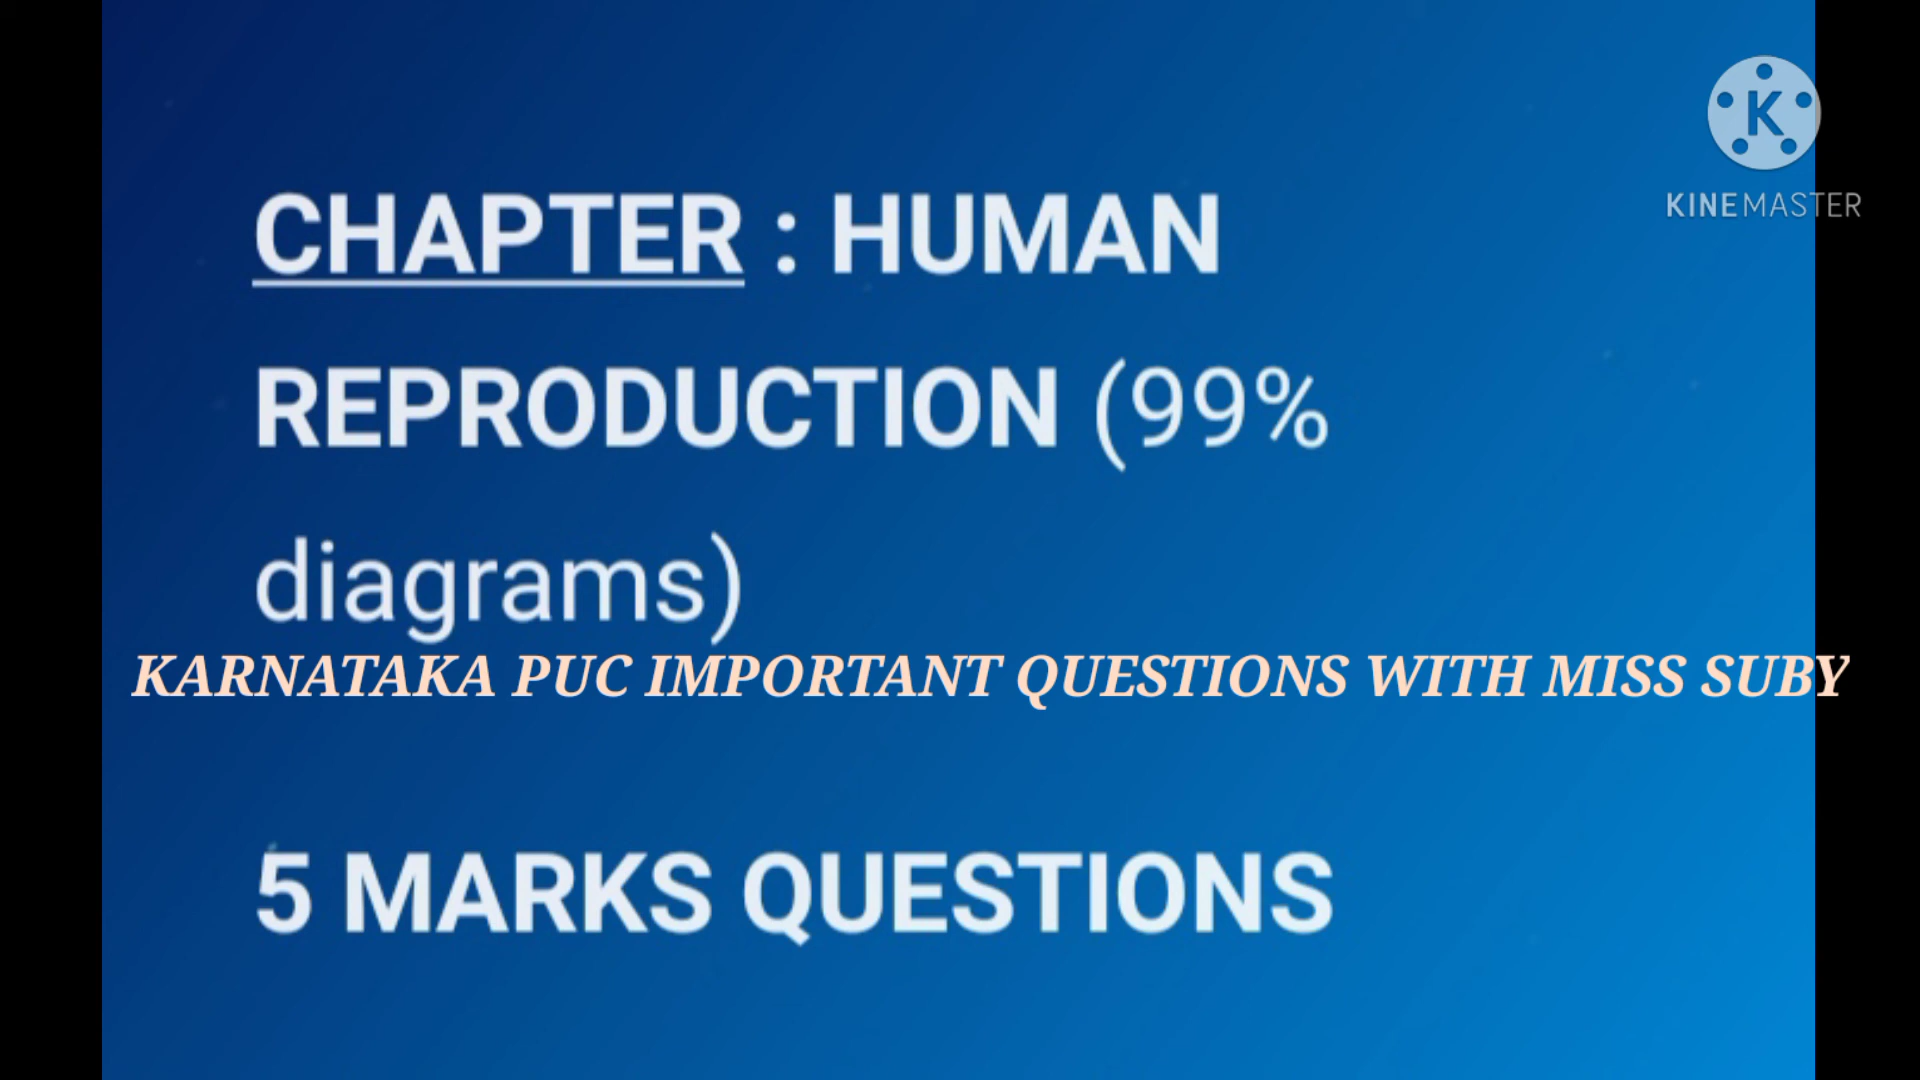 CHAPTER : HUMAN
REPRODUCTION (99%
diagrams)
KARNATAKA PUC IMPORTANT QUESTIONS WITH MISS SUBY
5 MARKS QUESTIONS
K
KINEMASTER